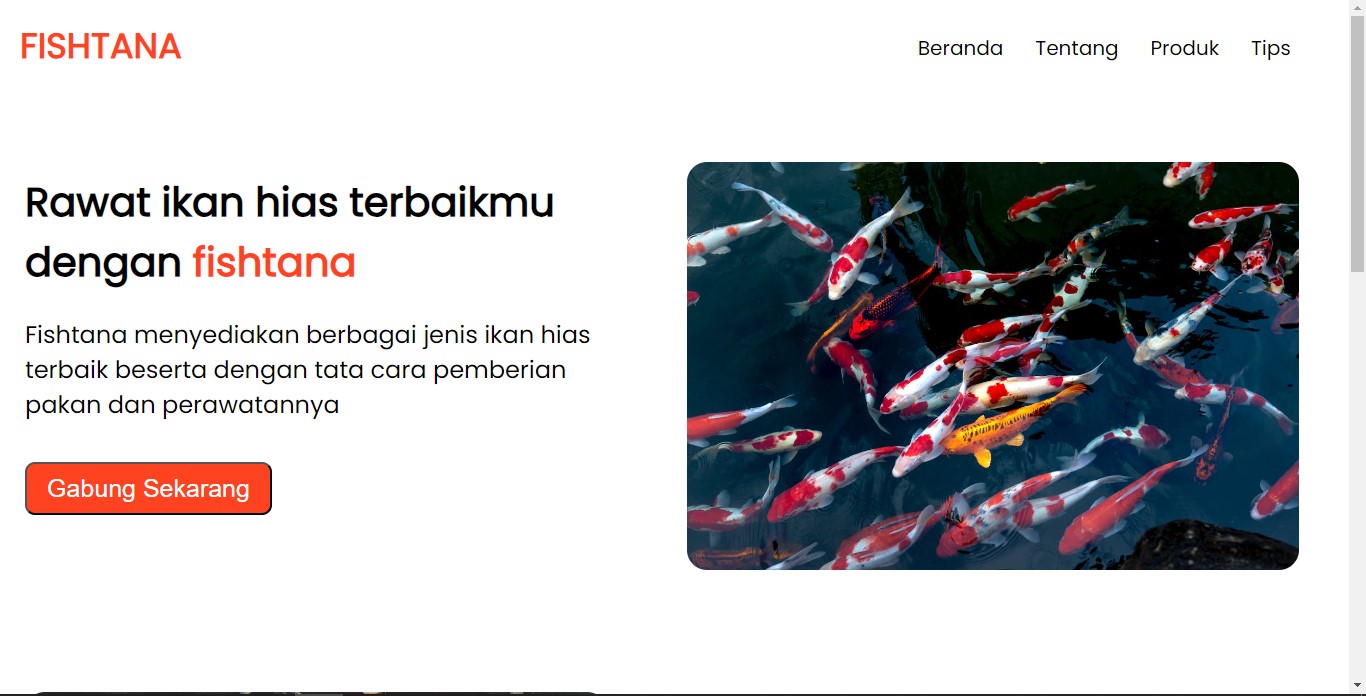 FISHTANA
Beranda Tentang Produk Tips
Rawat ikan hias terbaikmu
dengan fishtana
Fishtana menyediakan berbagai jenis ikan hias
terbaik beserta dengan tata cara pemberian
pakan dan perawatannya
Gabung Sekarang